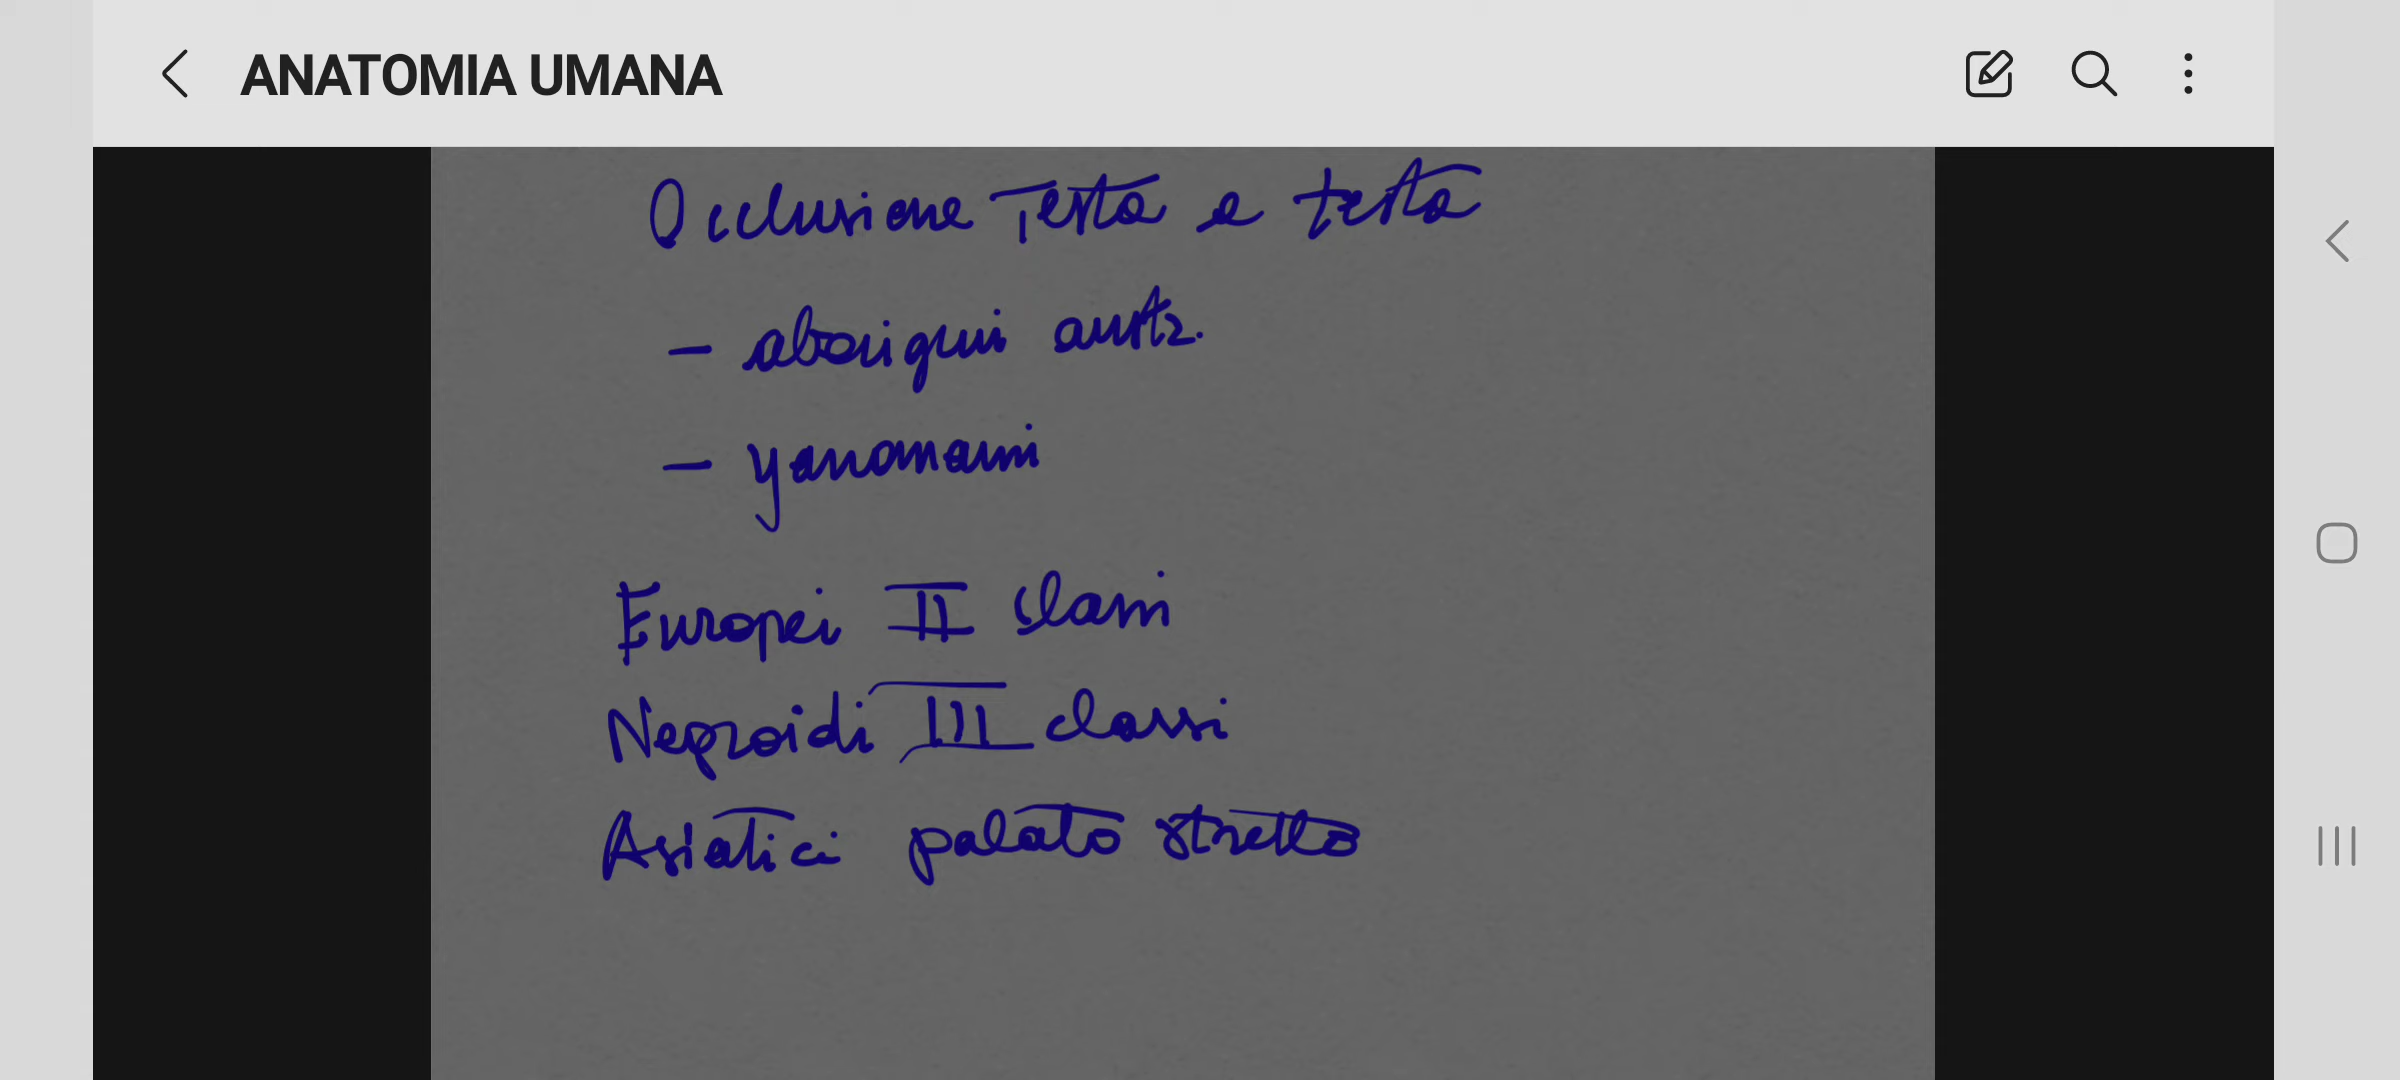 ANATOMIA UMANA
Occlusione Testa a testa
- aborigeni austr.
- yanomami
Europei II classi
Negroidi III classi
Asiatici palato stretto